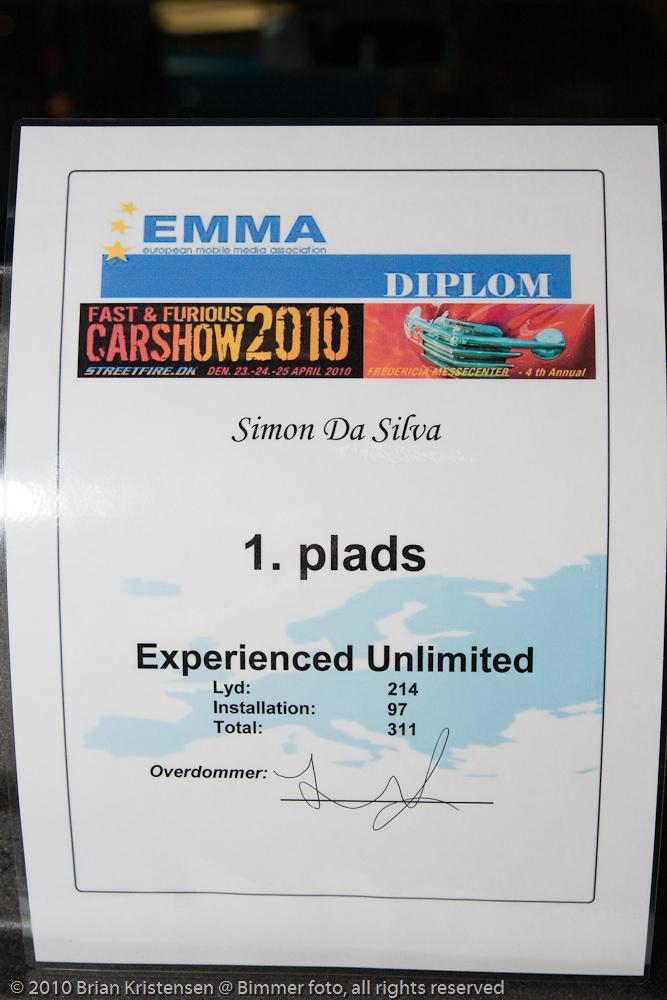 EMMA
european mobile media association
DIPLOM
FAST & FURIOUS
CARSHOW 2010
STREETFIRE.DK DEN. 23.-24.-25 APRIL 2010
FREDERICIA MESSECENTER - 4 th Annual
Simon Da Silva
1. plads
Experienced Unlimited
Lyd: 214
Installation: 97
Total: 311
Overdommer:
© 2010 Brian Kristensen @ Bimmer foto, all rights reserved